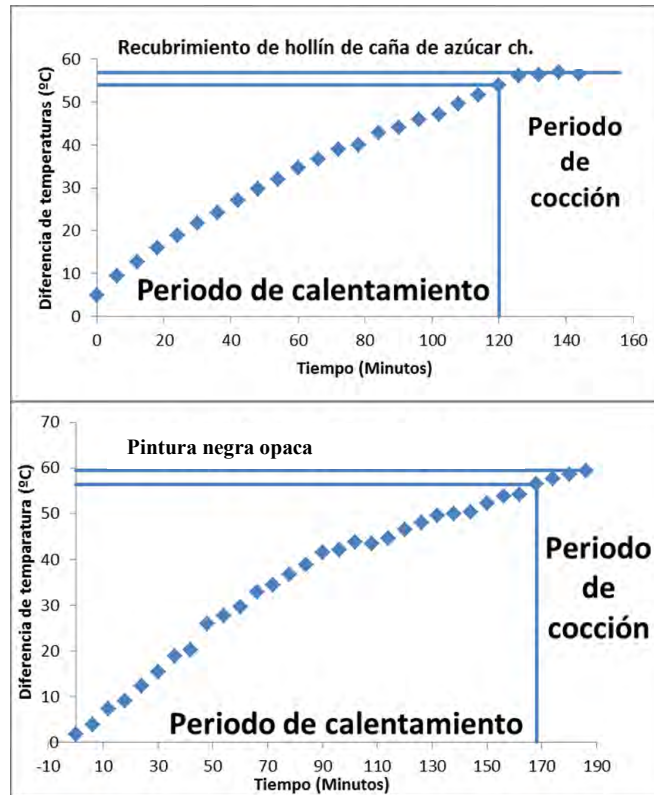 Recubrimiento de hollín de caña de azúcar ch.
Diferencia de temperaturas (ºC)
60
50
40
30
20
10
0
Periodo
de
cocción
Periodo de calentamiento
0 20 40 60 80 100 120 140 160
Tiempo (Minutos)
Pintura negra opaca
Diferencia de temparatura (ºC)
70
60
50
40
30
20
10
0
Periodo
de
cocción
Periodo de calentamiento
-10 10 30 50 70 90 110 130 150 170 190
Tiempo (Minutos)